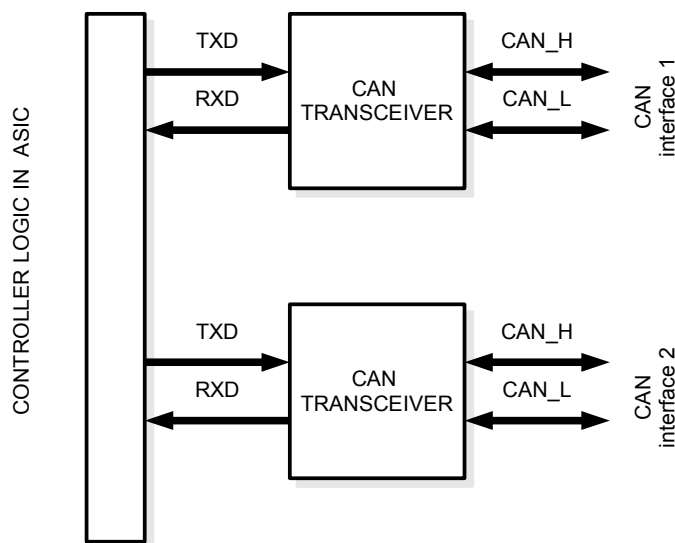 CONTROLLER LOGIC IN ASIC
TXD
RXD
CAN
TRANSCEIVER
CAN_H
CAN_L
CAN
interface 1
TXD
RXD
CAN
TRANSCEIVER
CAN_H
CAN_L
CAN
interface 2